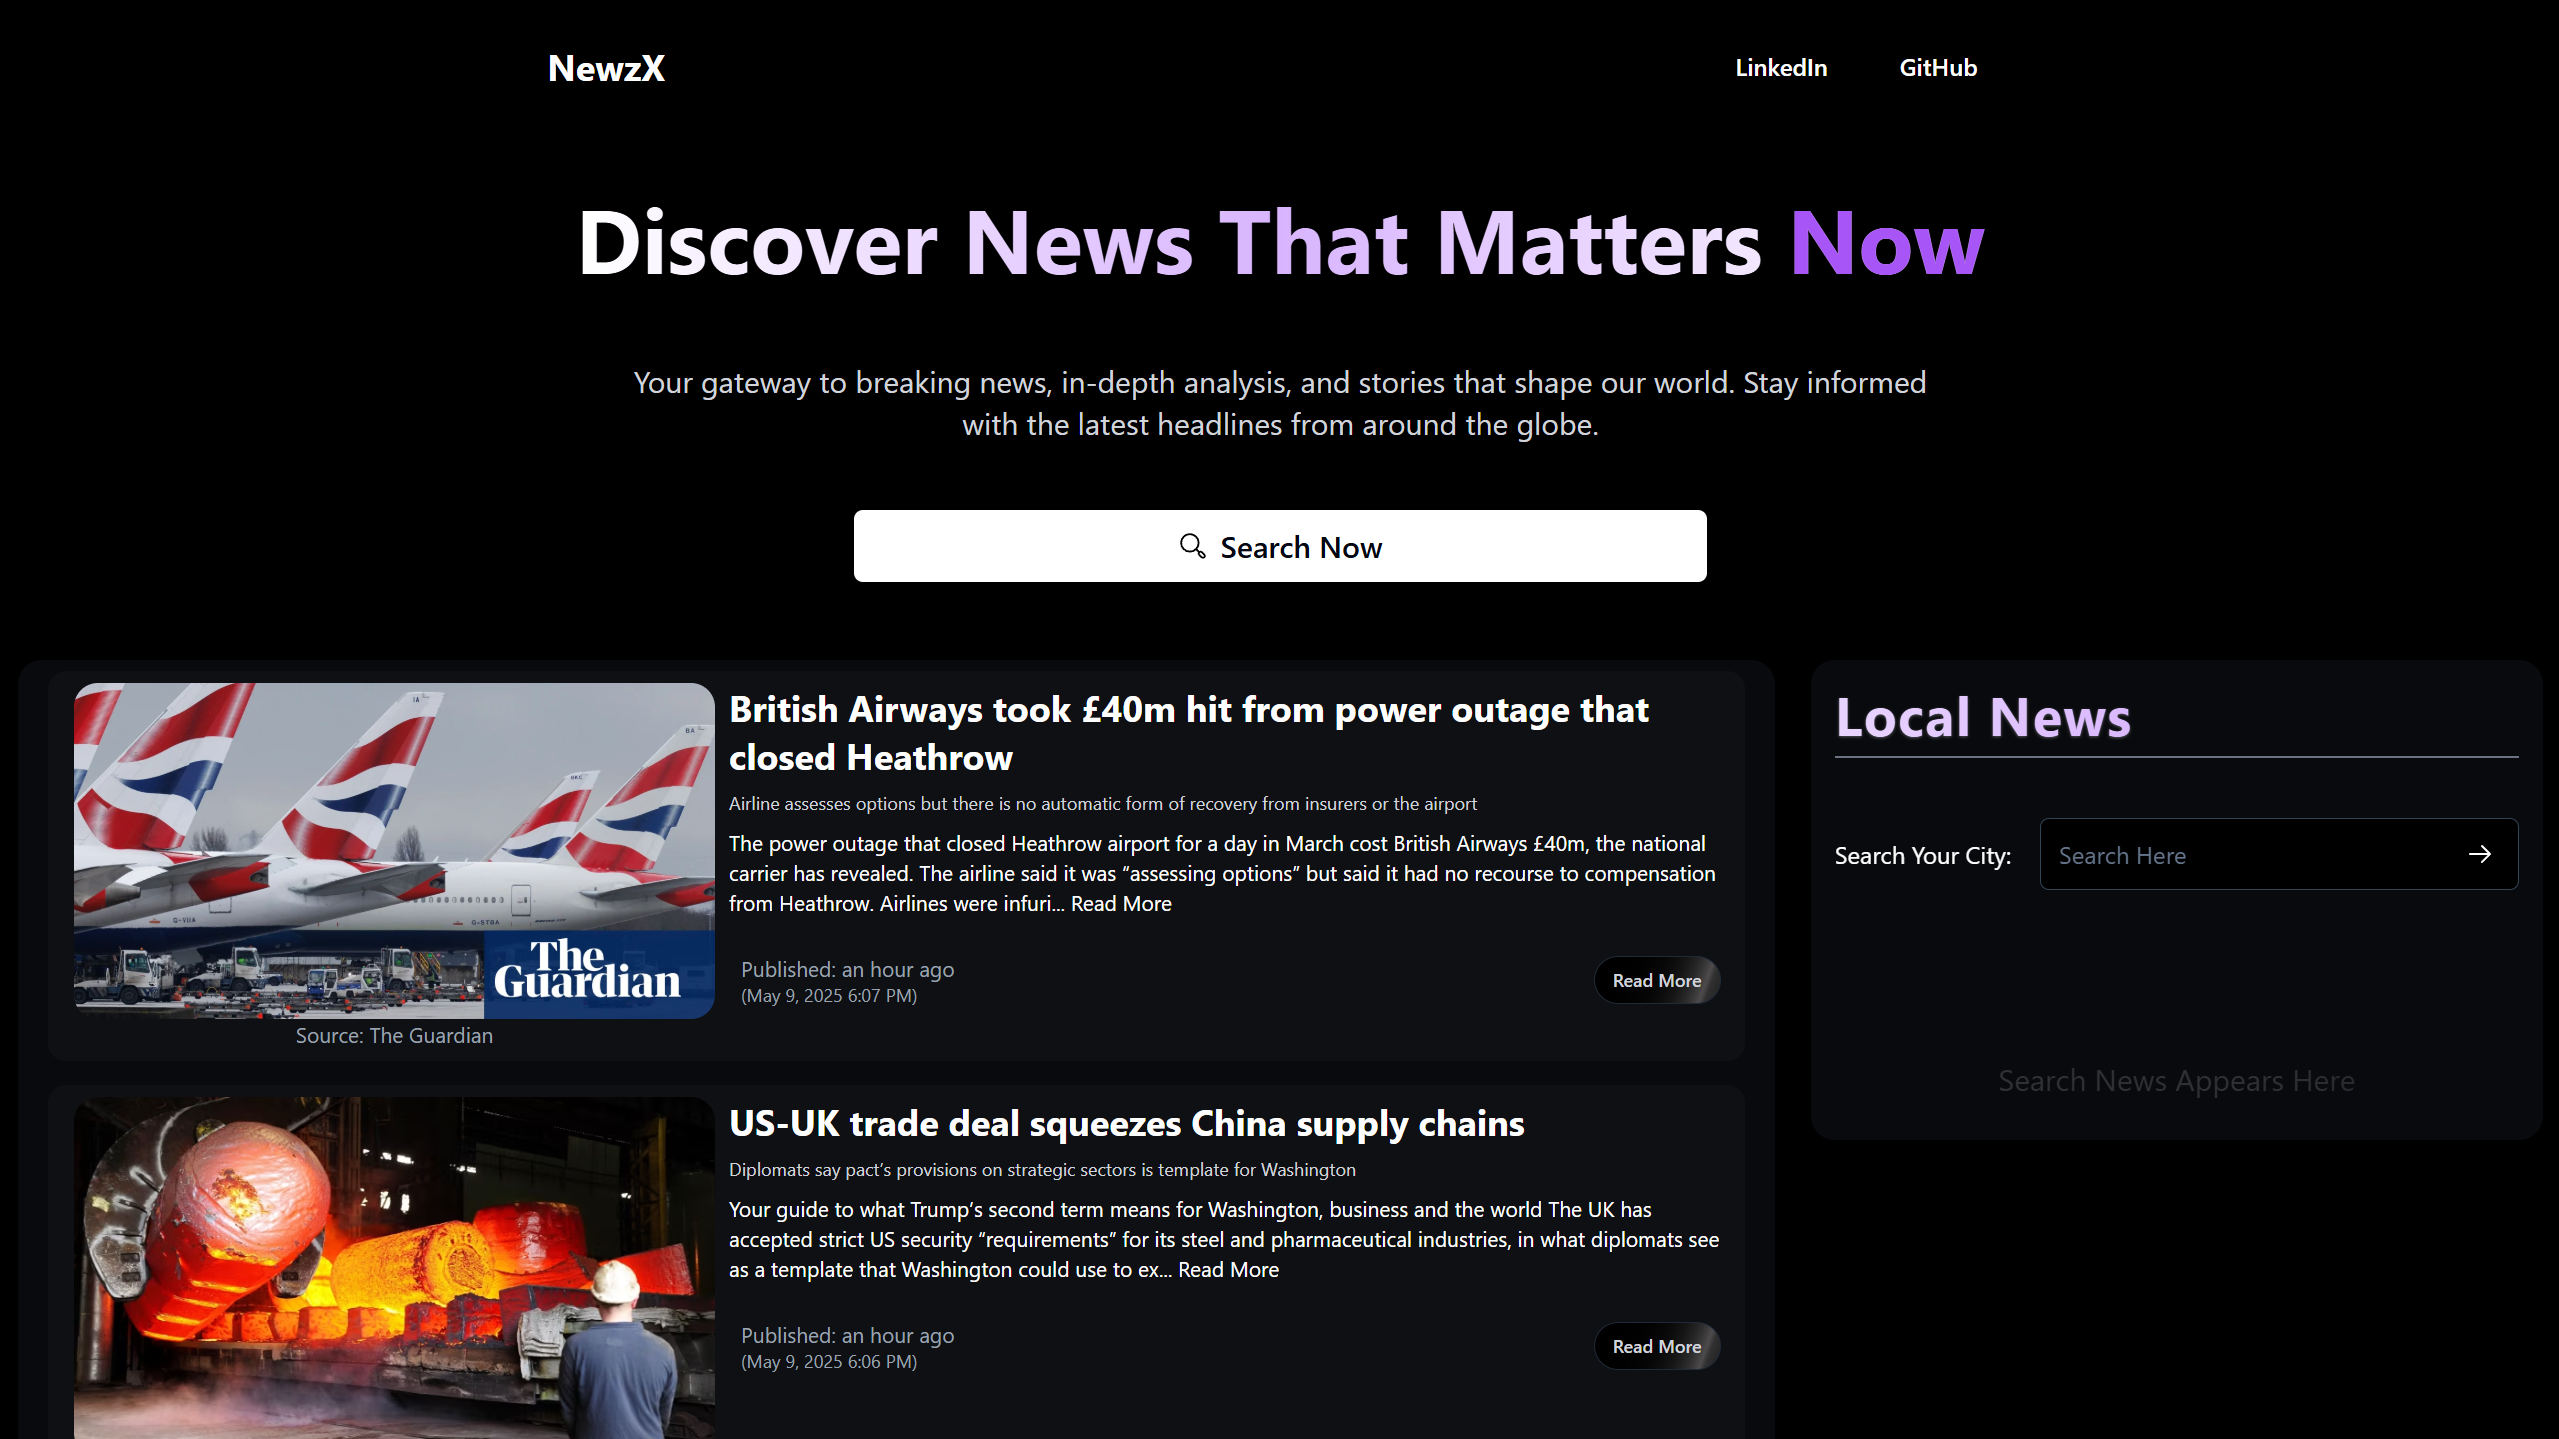 NewzX
LinkedIn
GitHub
Discover News That Matters Now
Your gateway to breaking news, in-depth analysis, and stories that shape our world. Stay informed
with the latest headlines from around the globe.
Search Now
British Airways took £40m hit from power outage that
closed Heathrow
Airline assesses options but there is no automatic form of recovery from insurers or the airport
The power outage that closed Heathrow airport for a day in March cost British Airways £40m, the national
carrier has revealed. The airline said it was “assessing options” but said it had no recourse to compensation
from Heathrow. Airlines were infuri... Read More
Published: an hour ago
(May 9, 2025 6:07 PM)
Read More
The
Guardian
Source: The Guardian
US-UK trade deal squeezes China supply chains
Diplomats say pact’s provisions on strategic sectors is template for Washington
Your guide to what Trump’s second term means for Washington, business and the world The UK has
accepted strict US security “requirements” for its steel and pharmaceutical industries, in what diplomats see
as a template that Washington could use to ex... Read More
Published: an hour ago
(May 9, 2025 6:06 PM)
Read More
Local News
Search Your City:
Search Here
Search News Appears Here